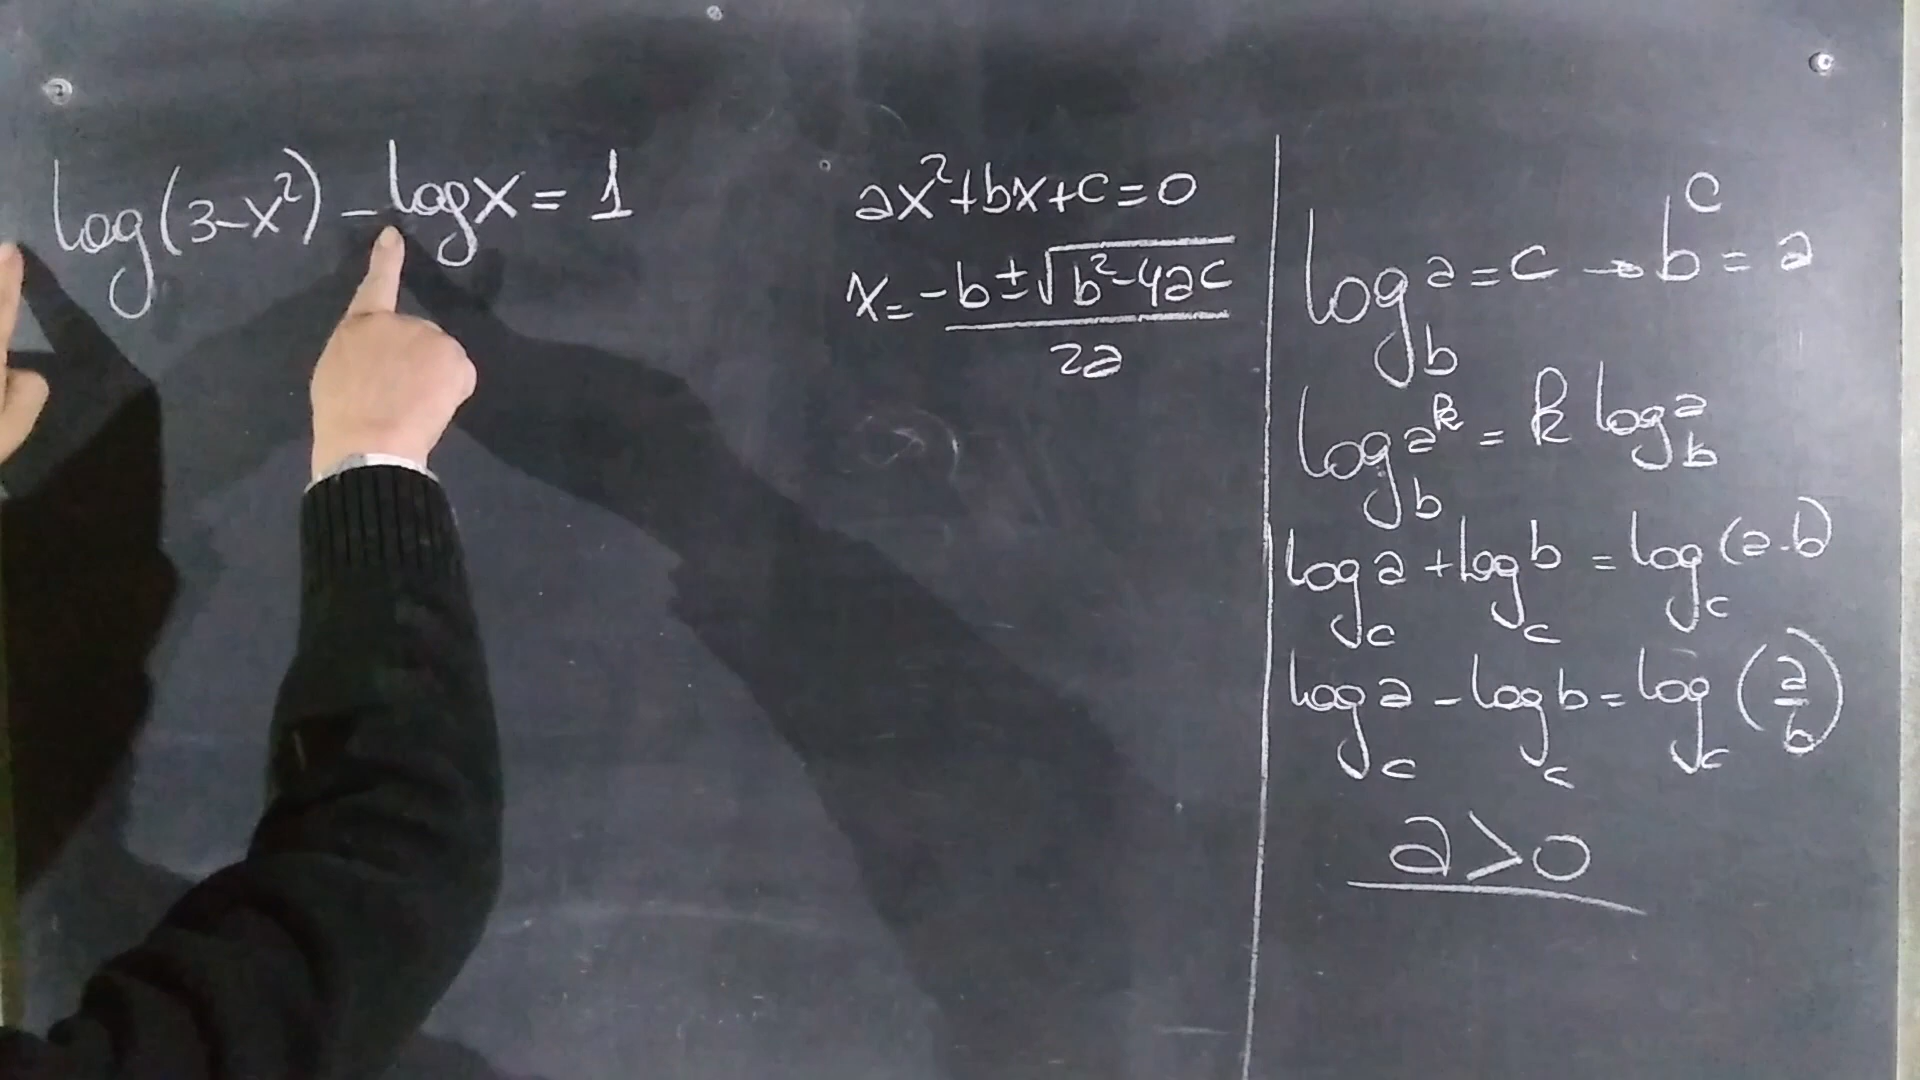 log(3-x²) - log x = 1
ax²+bx+c=0
x = -b±√b²-4ac
2a
log_b a = c → b^c = a
log_b a^k = k log_b a
log_c a + log_c b = log_c (a·b)
log_c a - log_c b = log_c (a/b)
a>0